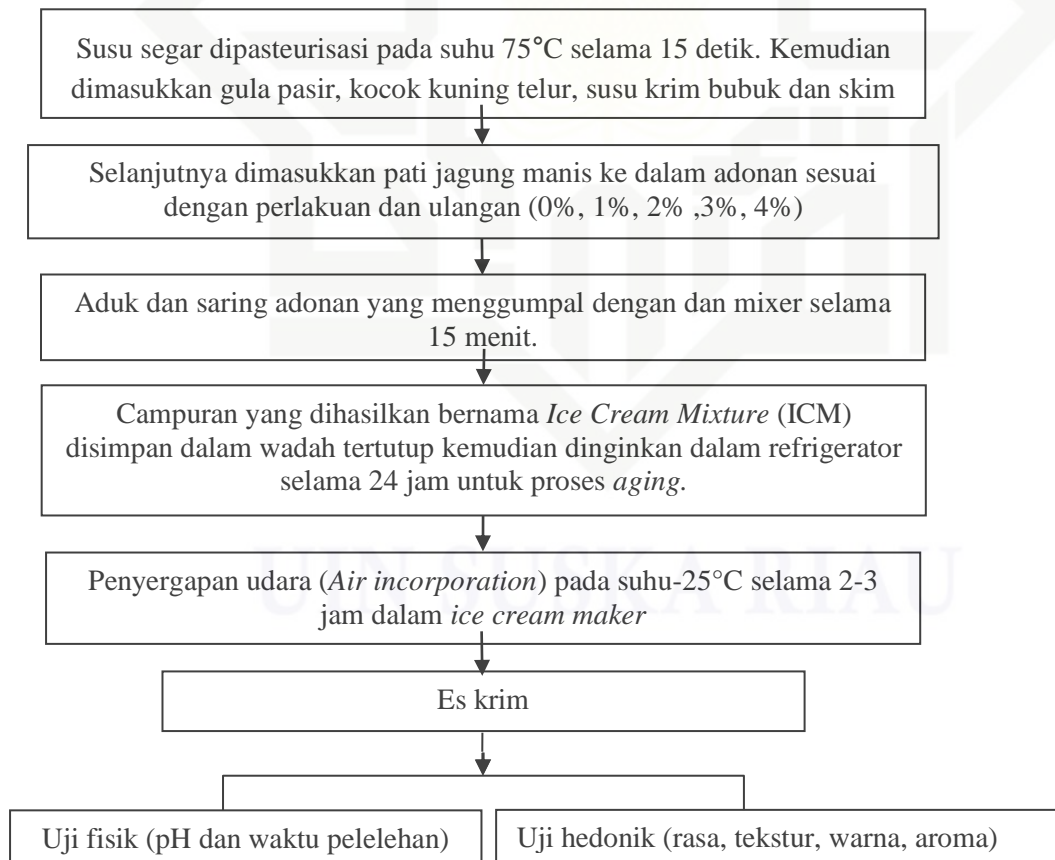 Susu segar dipasteurisasi pada suhu 75°C selama 15 detik. Kemudian
dimasukkan gula pasir, kocok kuning telur, susu krim bubuk dan skim
Selanjutnya dimasukkan pati jagung manis ke dalam adonan sesuai
dengan perlakuan dan ulangan (0%, 1%, 2% ,3%, 4%)
Aduk dan saring adonan yang menggumpal dengan dan mixer selama
15 menit.
Campuran yang dihasilkan bernama Ice Cream Mixture (ICM)
disimpan dalam wadah tertutup kemudian dinginkan dalam refrigerator
selama 24 jam untuk proses aging.
UIN SUSKA RIAU
Penyergapan udara (Air incorporation) pada suhu-25°C selama 2-3
jam dalam ice cream maker
Es krim
Uji fisik (pH dan waktu pelelehan)
Uji hedonik (rasa, tekstur, warna, aroma)